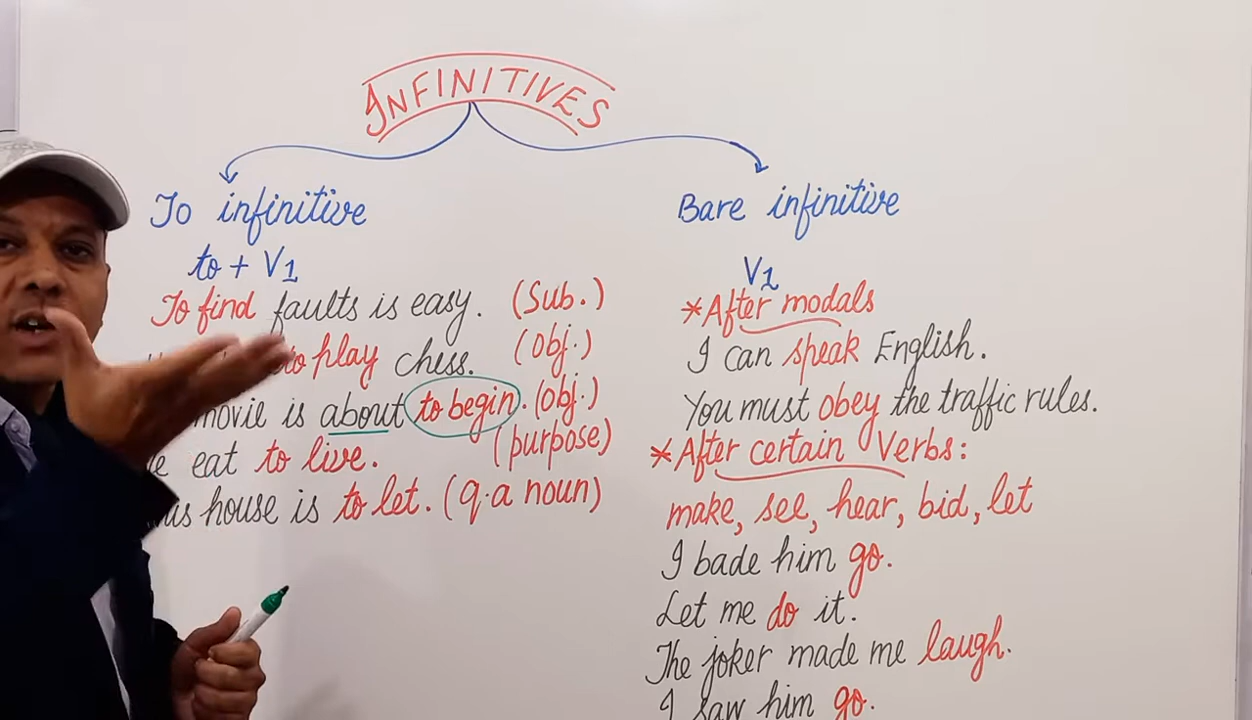 INFINITIVES
To infinitive
to + V1
To find faults is easy. (Sub.)
to play chess. (obj.)
movie is about to begin. (obj.)
eat to live. (purpose)
house is to let. (q.a noun)
Bare infinitive
V1
*After modals
I can speak English.
You must obey the traffic rules.
*After certain Verbs:
make, see, hear, bid, let
I bade him go.
Let me do it.
The joker made me laugh.
I saw him go.